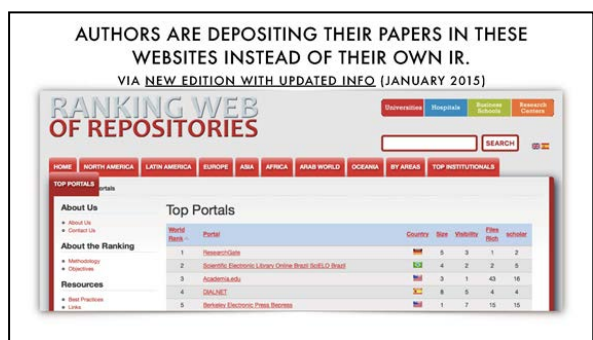 AUTHORS ARE DEPOSITING THEIR PAPERS IN THESE
WEBSITES INSTEAD OF THEIR OWN IR.
VIA NEW EDITION WITH UPDATED INFO (JANUARY 2015)
RANKING WEB
OF REPOSITORIES
Universities Hospitals Business Schools Research Centers
SEARCH
HOME NORTH AMERICA LATIN AMERICA EUROPE ASIA AFRICA ARAB WORLD OCEANIA BY AREAS TOP INSTITUTIONALS
TOP PORTALS
About Us
About Us
Contact Us
About the Ranking
Methodology
Objectives
Resources
Best Practices
Links
Top Portals
World Rank Portal Country Size Visibility Files Rich scholar
1 ResearchGate 5 3 1 2
2 Scientific Electronic Library Online Brazil SciELO Brazil 4 2 2 5
3 Academia.edu 3 1 43 16
4 DIALNET 8 5 4 4
5 Berkeley Electronic Press Bepress 1 7 15 15